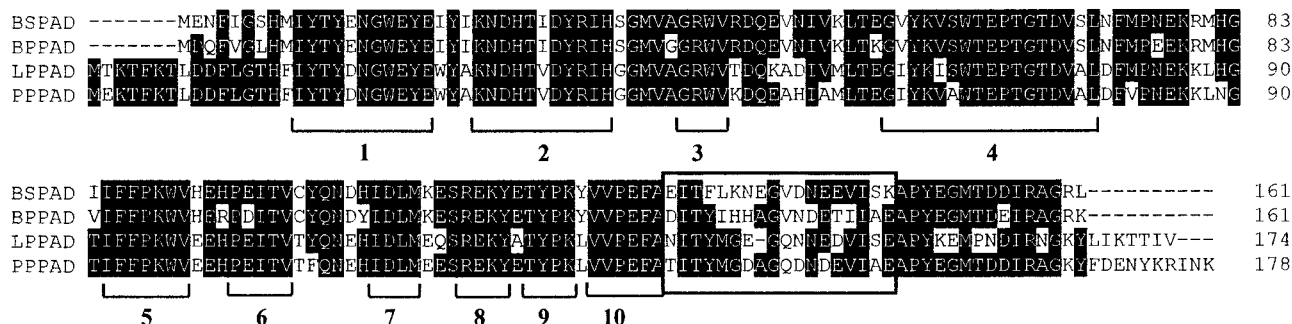 BSPAD -------MENFIGSHMIYTYENGWEYEIYIKNDHTIDYRIHSGMVAGRWVRDQEVNIVKLTEGVYKVSWTEPTGTDVSLNFMPNEKRMHG 83
BPPAD -------MDQFVGLHMIYTYENGWEYEIYIKNDHTIDYRIHSGMVGGRWVRDQEVNIVKLTKGVYKVSWTEPTGTDVSLNFMPEEKRMHG 83
LPPAD MTKTFKTLDDFLGTHFIYTYDNGWEYEWYAKNDHTVDYRIHGGMVAGRWVTDQKADIVMLTEGIYKISWTEPTGTDVALDFMPNEKKLHG 90
PPPAD MEKTFKTLDDFLGTHFIYTYDNGWEYEWYAKNDHTVDYRIHGGMVAGRWVKDQEAHIAMLTEGIYKVAWTEPTGTDVALDFVPNEKKLNG 90
1 2 3 4
BSPAD IIFFPKWVHEHPEITVCYQNDHIDLMKESREKYETYPKYVVPEFAEITFLKNEGVDNEEVISKAPYEGMTDDIRAGRL---------- 161
BPPAD VIFFPKWVHERPDITVCYQNDYIDLMKESREKYETYPKYVVPEFADITYIHHAGVNDETIIAEAPYEGMTDEIRAGRK---------- 161
LPPAD TIFFPKWVEEHPEITVTYQNEHIDLMEQSREKYATYPKLVVPEFANITYMGE-GQNNEDVISEAPYKEMPNDIRNGKYLIKTTIV--- 174
PPPAD TIFFPKWVEEHPEITVTFQNEHIDLMEESREKYETYPKLVVPEFATITYMGDAGQDNDEVIAEAPYEGMTDDIRAGKYFDENYKRINK 178
5 6 7 8 9 10